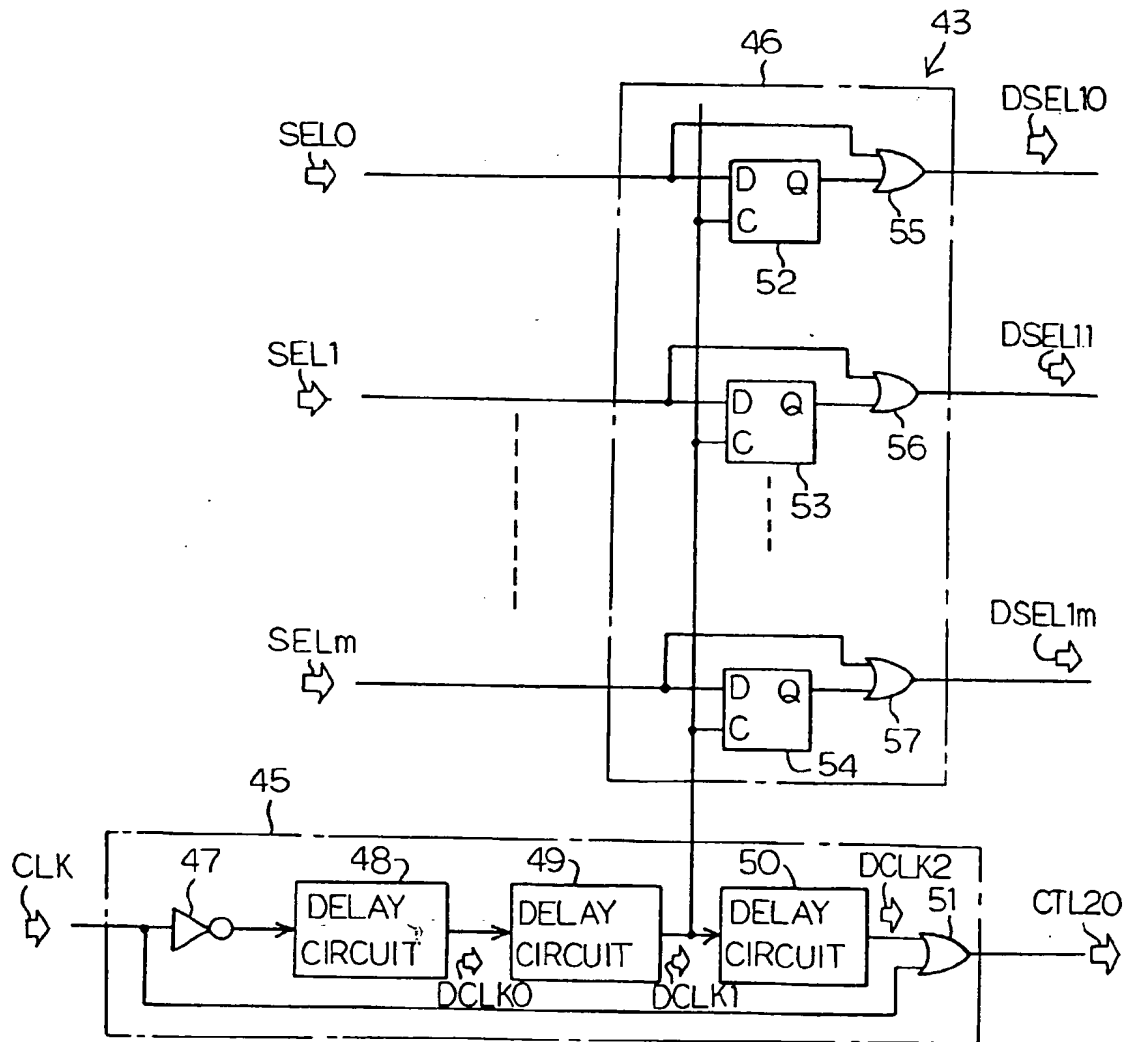 46
43
SEL0
DSEL10
D Q
C
52
55
SEL1
DSEL11
D Q
C
53
56
SELm
DSEL1m
D Q
C
54
57
45
CLK
47
48
DELAY
CIRCUIT
49
DELAY
CIRCUIT
50
DELAY
CIRCUIT
DCLK0
DCLK1
DCLK2
51
CTL20